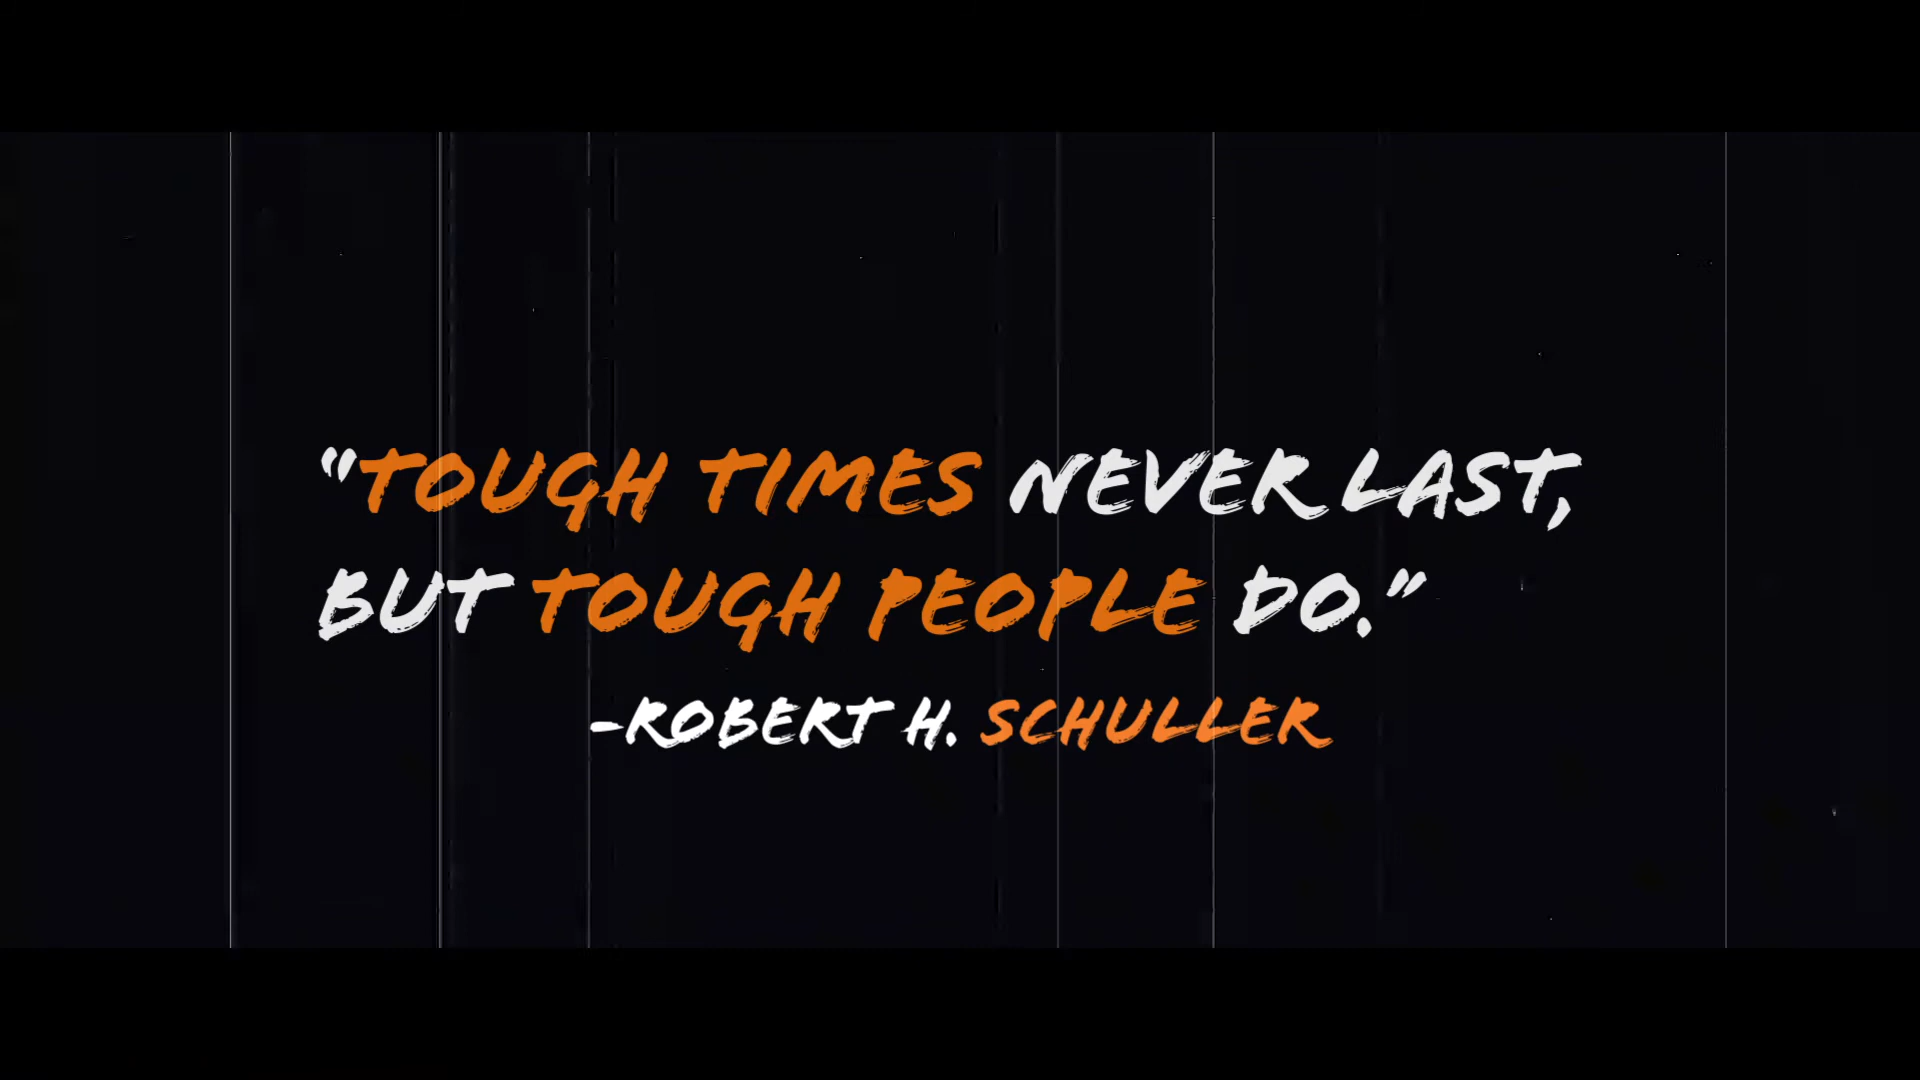 “TOUGH TIMES NEVER LAST,
BUT TOUGH PEOPLE DO.”
-ROBERT H. SCHULLER